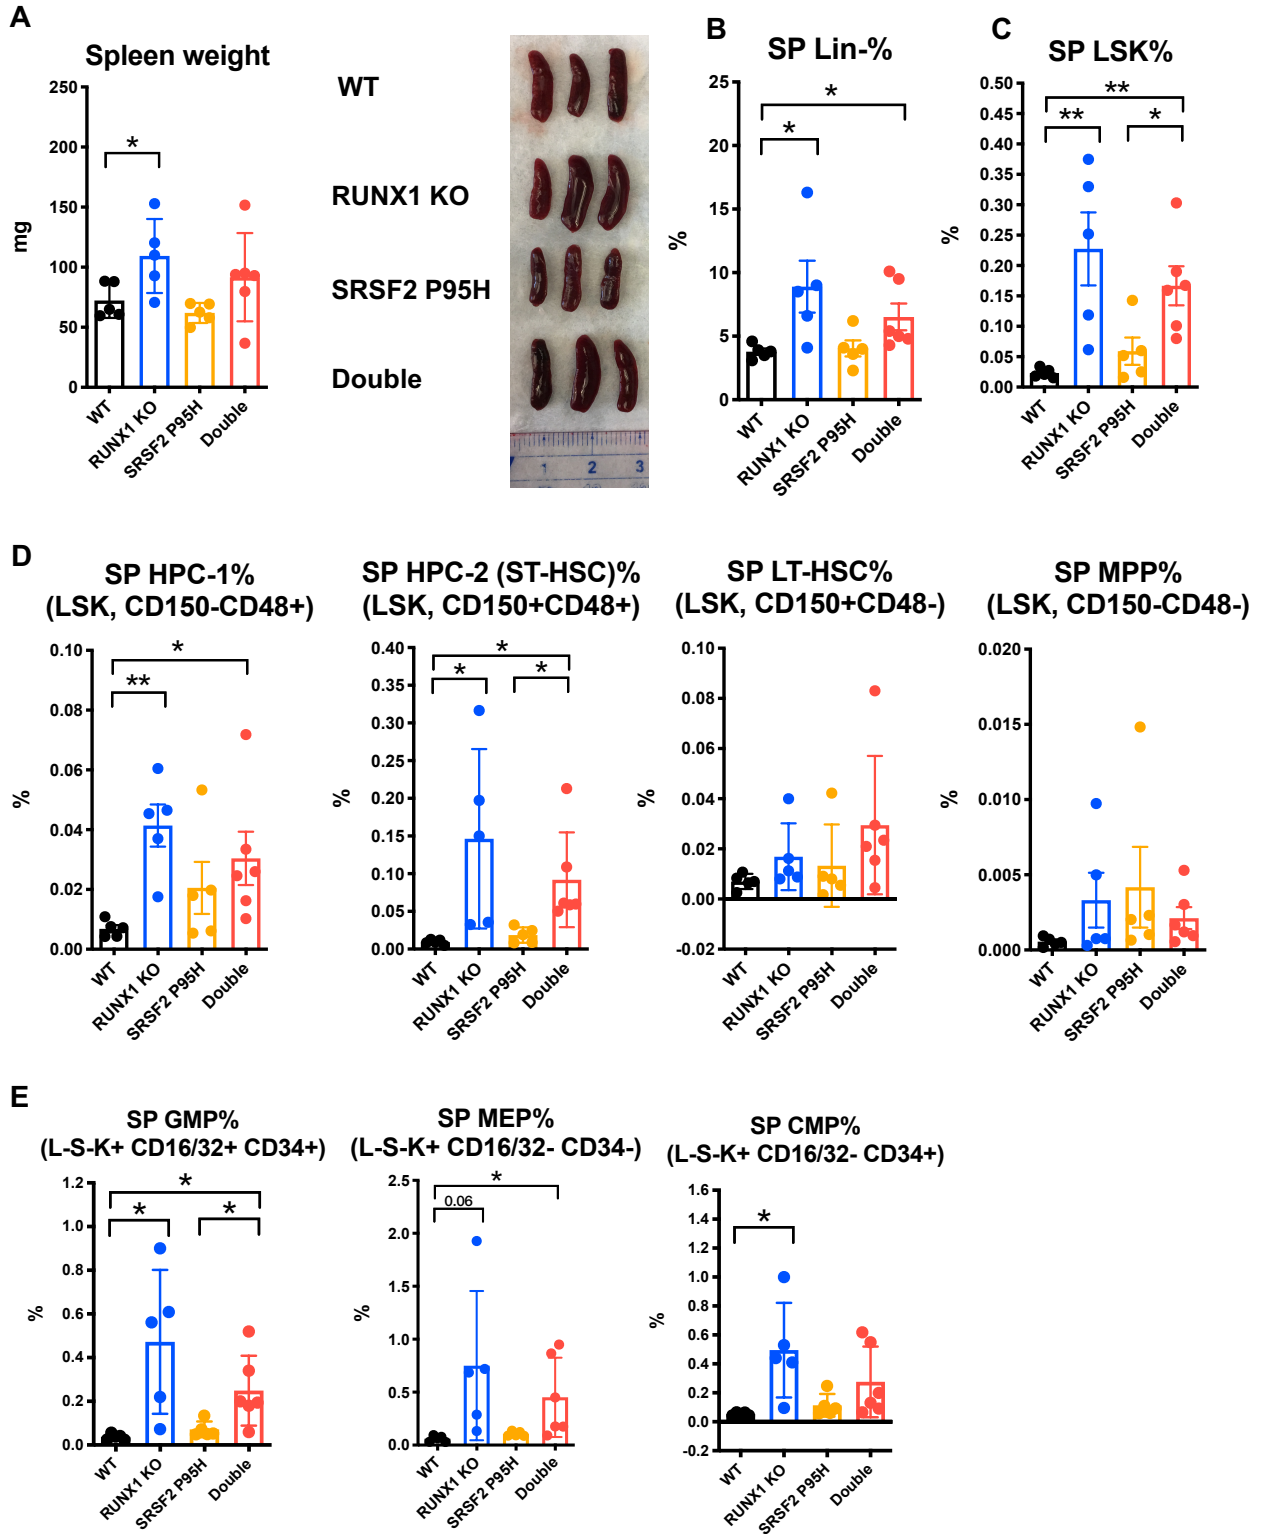 A
Spleen weight
250
200
150
100
50
0
mg
*
WT
RUNX1 KO
SRSF2 P95H
Double
WT
RUNX1 KO
SRSF2 P95H
Double
1
2
3
B
SP Lin-%
25
20
15
10
5
0
%
*
*
WT
RUNX1 KO
SRSF2 P95H
Double
C
SP LSK%
0.50
0.45
0.40
0.35
0.30
0.25
0.20
0.15
0.10
0.05
0.00
%
**
**
*
WT
RUNX1 KO
SRSF2 P95H
Double
D
SP HPC-1%
(LSK, CD150-CD48+)
0.10
0.08
0.06
0.04
0.02
0.00
%
*
**
WT
RUNX1 KO
SRSF2 P95H
Double
SP HPC-2 (ST-HSC)%
(LSK, CD150+CD48+)
0.40
0.35
0.30
0.25
0.20
0.15
0.10
0.05
0.00
%
*
*
*
WT
RUNX1 KO
SRSF2 P95H
Double
SP LT-HSC%
(LSK, CD150+CD48-)
0.10
0.08
0.06
0.04
0.02
0.00
-0.02
%
WT
RUNX1 KO
SRSF2 P95H
Double
SP MPP%
(LSK, CD150-CD48-)
0.020
0.015
0.010
0.005
0.000
%
WT
RUNX1 KO
SRSF2 P95H
Double
E
SP GMP%
(L-S-K+ CD16/32+ CD34+)
1.2
1.0
0.8
0.6
0.4
0.2
0.0
%
*
*
*
WT
RUNX1 KO
SRSF2 P95H
Double
SP MEP%
(L-S-K+ CD16/32- CD34-)
2.5
2.0
1.5
1.0
0.5
0.0
%
*
0.06
WT
RUNX1 KO
SRSF2 P95H
Double
SP CMP%
(L-S-K+ CD16/32- CD34+)
1.6
1.4
1.2
1.0
0.8
0.6
0.4
0.2
0.0
-0.2
%
*
WT
RUNX1 KO
SRSF2 P95H
Double